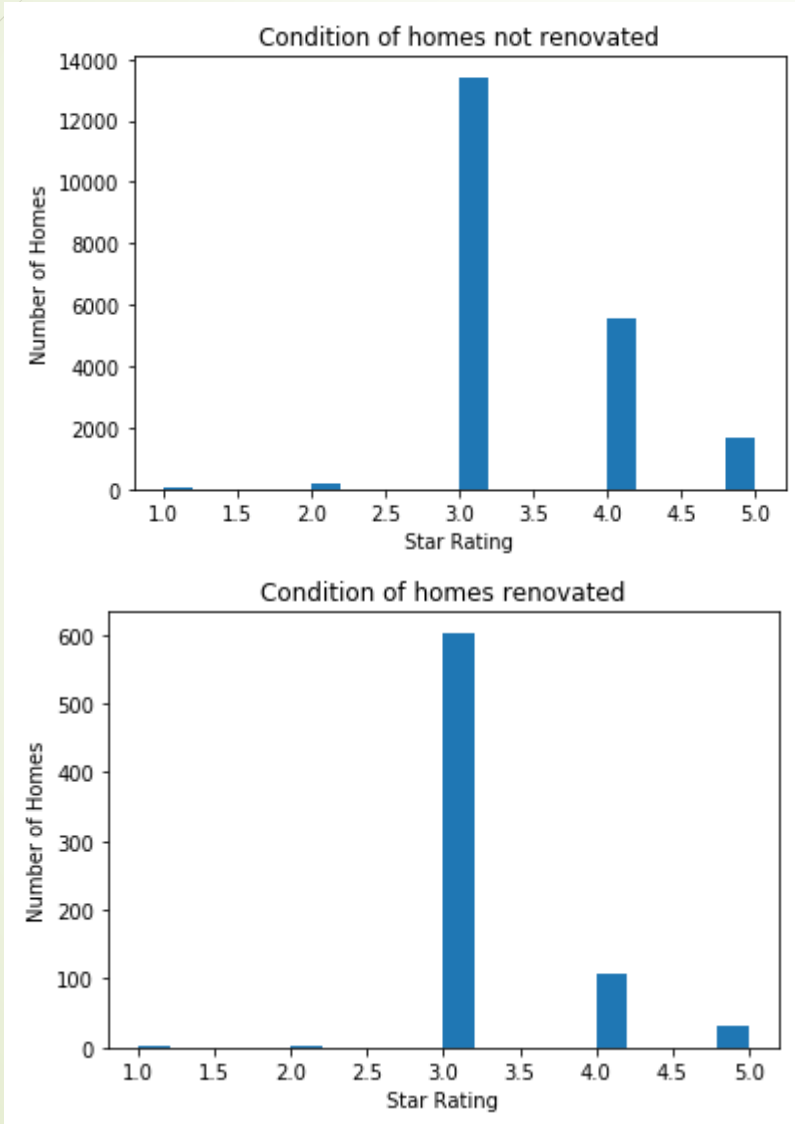 Condition of homes not renovated
14000
12000
10000
8000
6000
4000
2000
0
Number of Homes
1.0 1.5 2.0 2.5 3.0 3.5 4.0 4.5 5.0
Star Rating
Condition of homes renovated
600
500
400
300
200
100
0
Number of Homes
1.0 1.5 2.0 2.5 3.0 3.5 4.0 4.5 5.0
Star Rating